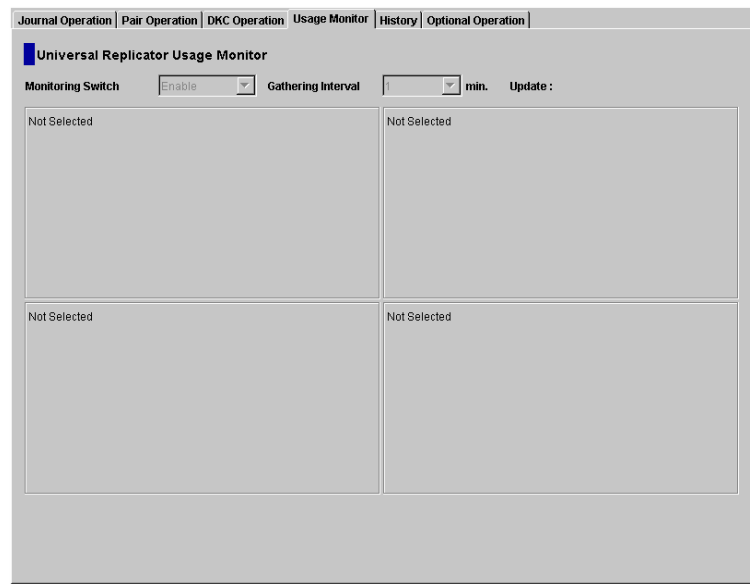 Journal Operation Pair Operation DKC Operation Usage Monitor History Optional Operation
Universal Replicator Usage Monitor
Monitoring Switch Enable Gathering Interval 1 min. Update :
Not Selected Not Selected
Not Selected Not Selected